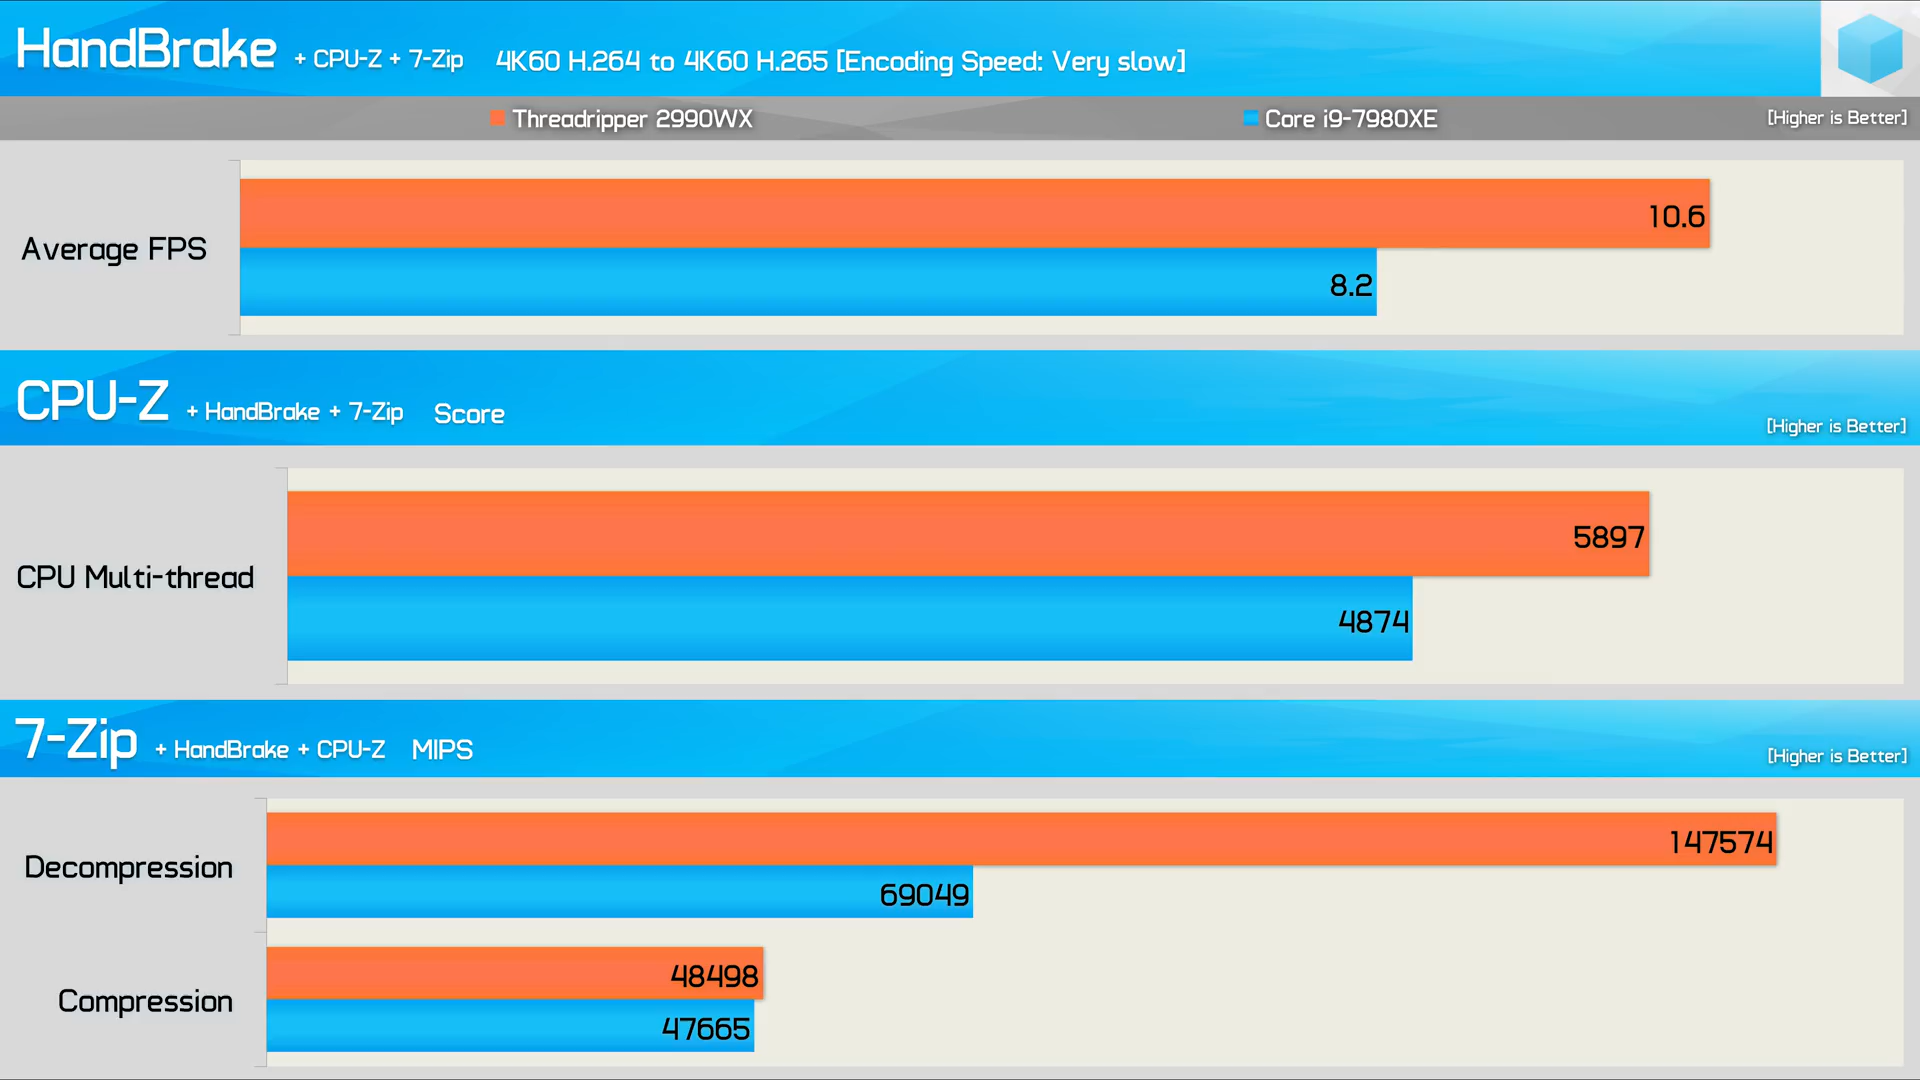 HandBrake + CPU-Z + 7-Zip 4K60 H.264 to 4K60 H.265 [Encoding Speed: Very slow]
Threadripper 2990WX Core i9-7980XE [Higher is Better]
10.6
Average FPS
8.2
CPU-Z + HandBrake + 7-Zip Score [Higher is Better]
5897
CPU Multi-thread
4874
7-Zip + HandBrake + CPU-Z MIPS [Higher is Better]
147574
Decompression
69049
48498
Compression
47665